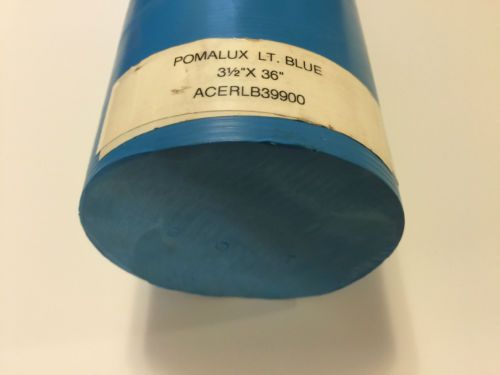 POMALUX LT. BLUE
3½"X 36"
ACERLB39900